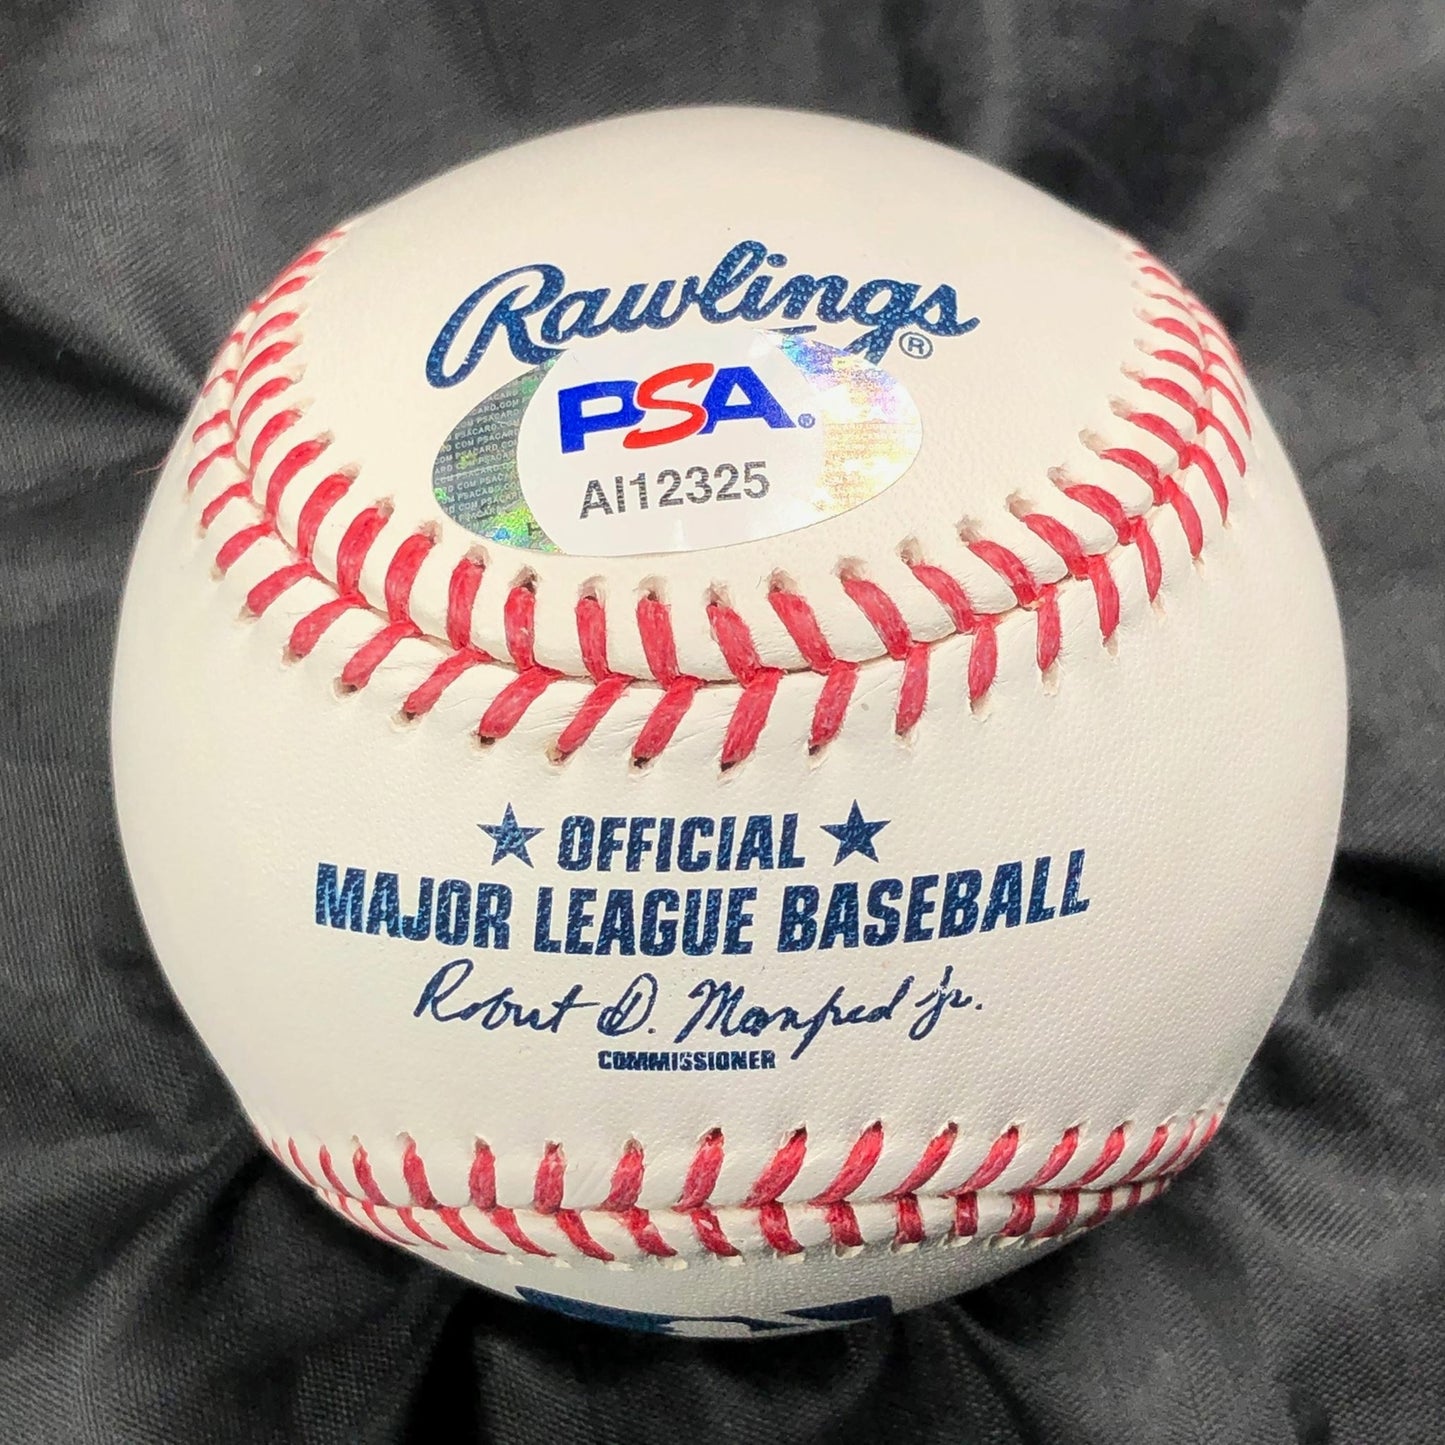 Rawlings®
PSA®
AI12325
★ OFFICIAL ★
MAJOR LEAGUE BASEBALL
Robert D. Manfred Jr.
COMMISSIONER